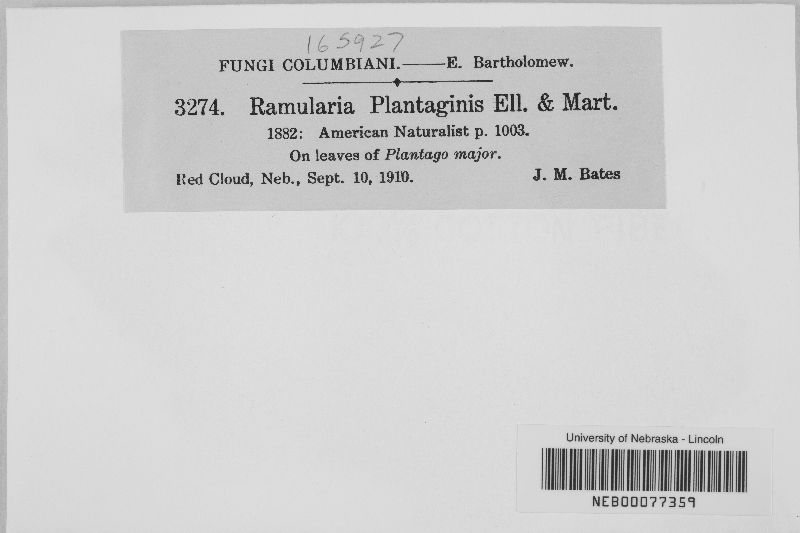 165927
FUNGI COLUMBIANI.——E. Bartholomew.
3274. Ramularia Plantaginis Ell. & Mart.
1882: American Naturalist p. 1003.
On leaves of Plantago major.
Red Cloud, Neb., Sept. 10, 1910. J. M. Bates
University of Nebraska - Lincoln
NEB00077359